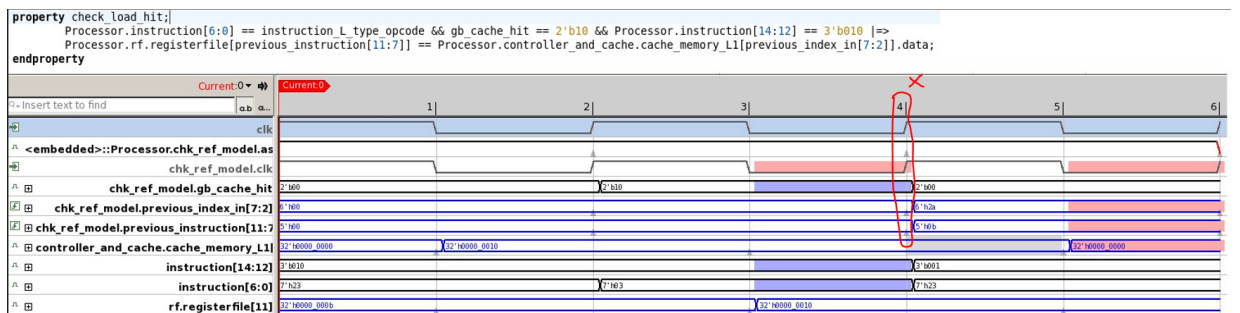 property check_load_hit;
Processor.instruction[6:0] == instruction_L_type_opcode && gb_cache_hit == 2'b10 && Processor.instruction[14:12] == 3'b010 |=>
Processor.rf.registerfile[previous_instruction[11:7]] == Processor.controller_and_cache.cache_memory_L1[previous_index_in[7:2]].data;
endproperty
Current:0 Current:0
Insert text to find a.b a...
1 2 3 4 5 6
clk
<embedded>::Processor.chk_ref_model.as
chk_ref_model.clk
chk_ref_model.gb_cache_hit 2'b00 2'b10 2'b00
chk_ref_model.previous_index_in[7:2] 6'h00 6'h2a
chk_ref_model.previous_instruction[11:7 5'h00 5'h0b
controller_and_cache.cache_memory_L1[ 32'h0000_0000 32'h0000_0010 32'h0000_0000
instruction[14:12] 3'b010 3'b001
instruction[6:0] 7'h23 7'h03 7'h23
rf.registerfile[11] 32'h0000_000b 32'h0000_0010